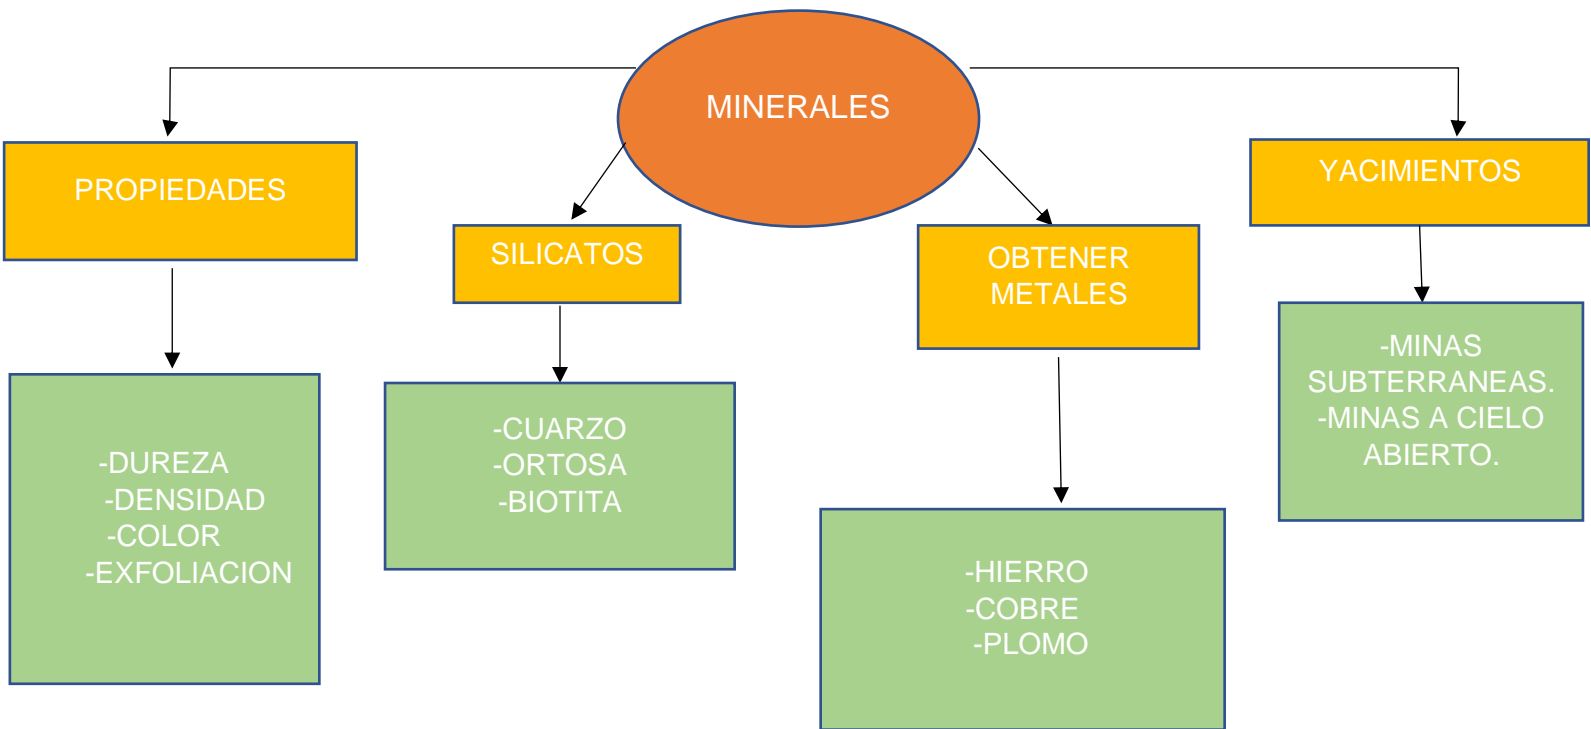 MINERALES
PROPIEDADES
-DUREZA
-DENSIDAD
-COLOR
-EXFOLIACION
SILICATOS
-CUARZO
-ORTOSA
-BIOTITA
OBTENER
METALES
-HIERRO
-COBRE
-PLOMO
YACIMIENTOS
-MINAS
SUBTERRANEAS.
-MINAS A CIELO
ABIERTO.